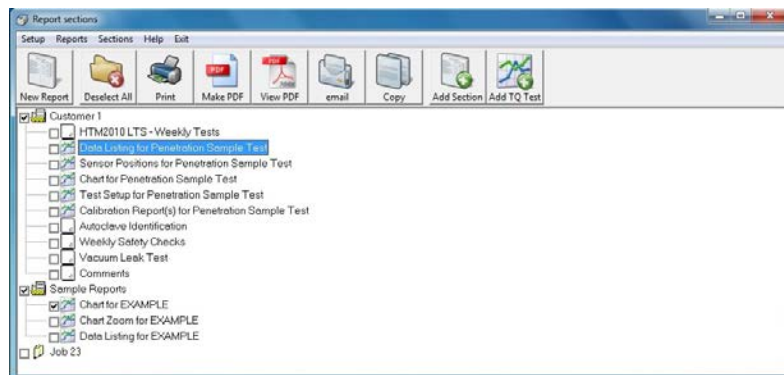 Report sections
Setup Reports Sections Help Exit
New Report Deselect All Print Make PDF View PDF email Copy Add Section Add TQ Test
Customer 1
HTM2010 LTS - Weekly Tests
Data Listing for Penetration Sample Test
Sensor Positions for Penetration Sample Test
Chart for Penetration Sample Test
Test Setup for Penetration Sample Test
Calibration Report(s) for Penetration Sample Test
Autoclave Identification
Weekly Safety Checks
Vacuum Leak Test
Comments
Sample Reports
Chart for EXAMPLE
Chart Zoom for EXAMPLE
Data Listing for EXAMPLE
Job 23